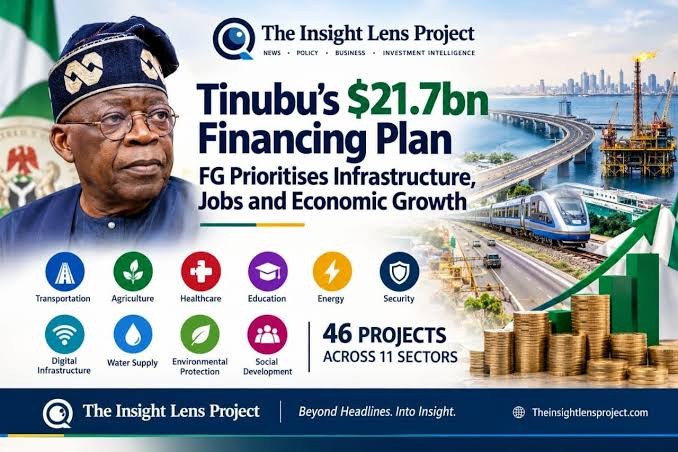 The Insight Lens Project
NEWS • POLICY • BUSINESS • INVESTMENT INTELLIGENCE
Tinubu's $21.7bn
Financing Plan
FG Prioritises Infrastructure,
Jobs and Economic Growth
Transportation
Agriculture
Healthcare
Education
Energy
Security
Digital
Infrastructure
Water Supply
Environmental
Protection
Social
Development
46 PROJECTS
ACROSS 11 SECTORS
The Insight Lens Project
Beyond Headlines. Into Insight.
Theinsightlensproject.com